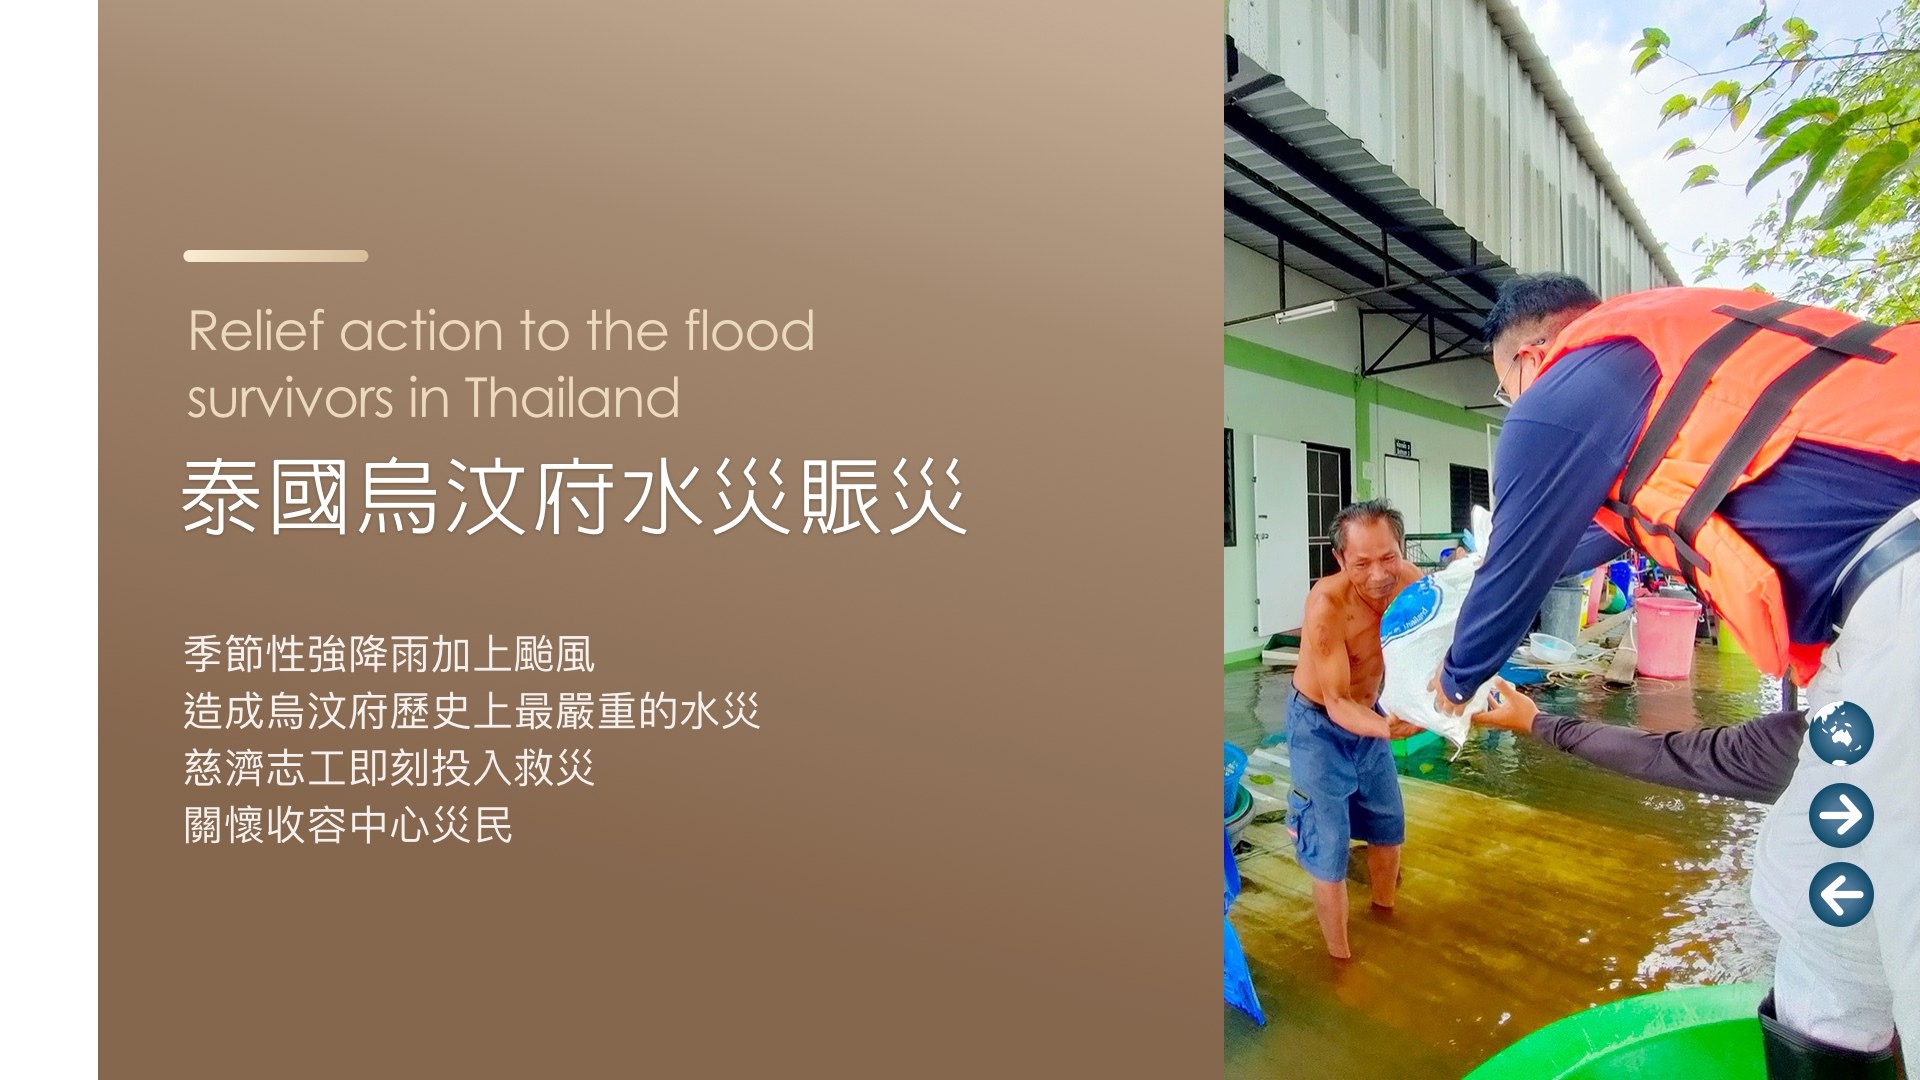 Relief action to the flood
survivors in Thailand
泰國烏汶府水災賑災
季節性強降雨加上颱風
造成烏汶府歷史上最嚴重的水災
慈濟志工即刻投入救災
關懷收容中心災民
Thailand